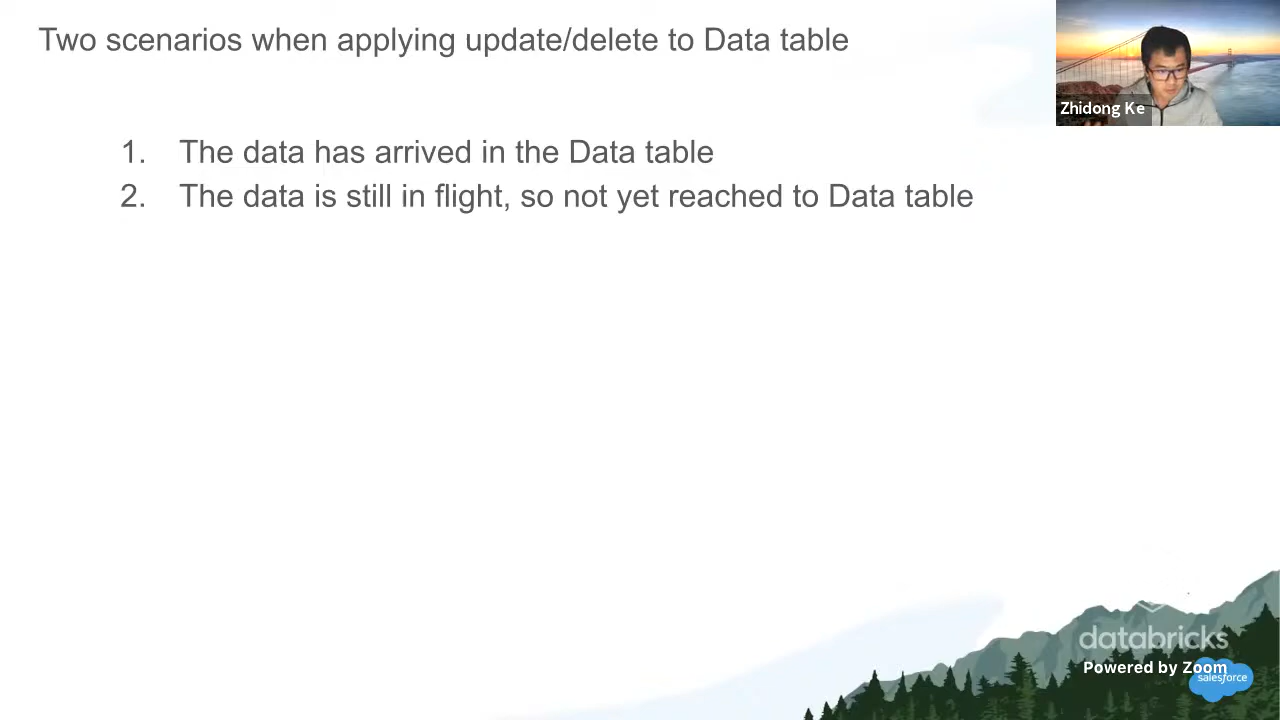 Two scenarios when applying update/delete to Data table
Zhidong Ke
1. The data has arrived in the Data table
2. The data is still in flight, so not yet reached to Data table
databricks
Powered by Zoom
salesforce